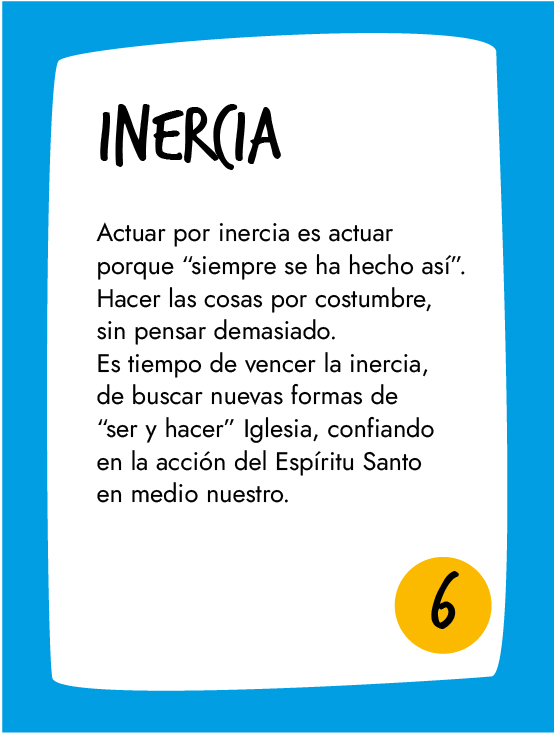 INERCIA
Actuar por inercia es actuar
porque “siempre se ha hecho así”.
Hacer las cosas por costumbre,
sin pensar demasiado.
Es tiempo de vencer la inercia,
de buscar nuevas formas de
“ser y hacer” Iglesia, confiando
en la acción del Espíritu Santo
en medio nuestro.
6